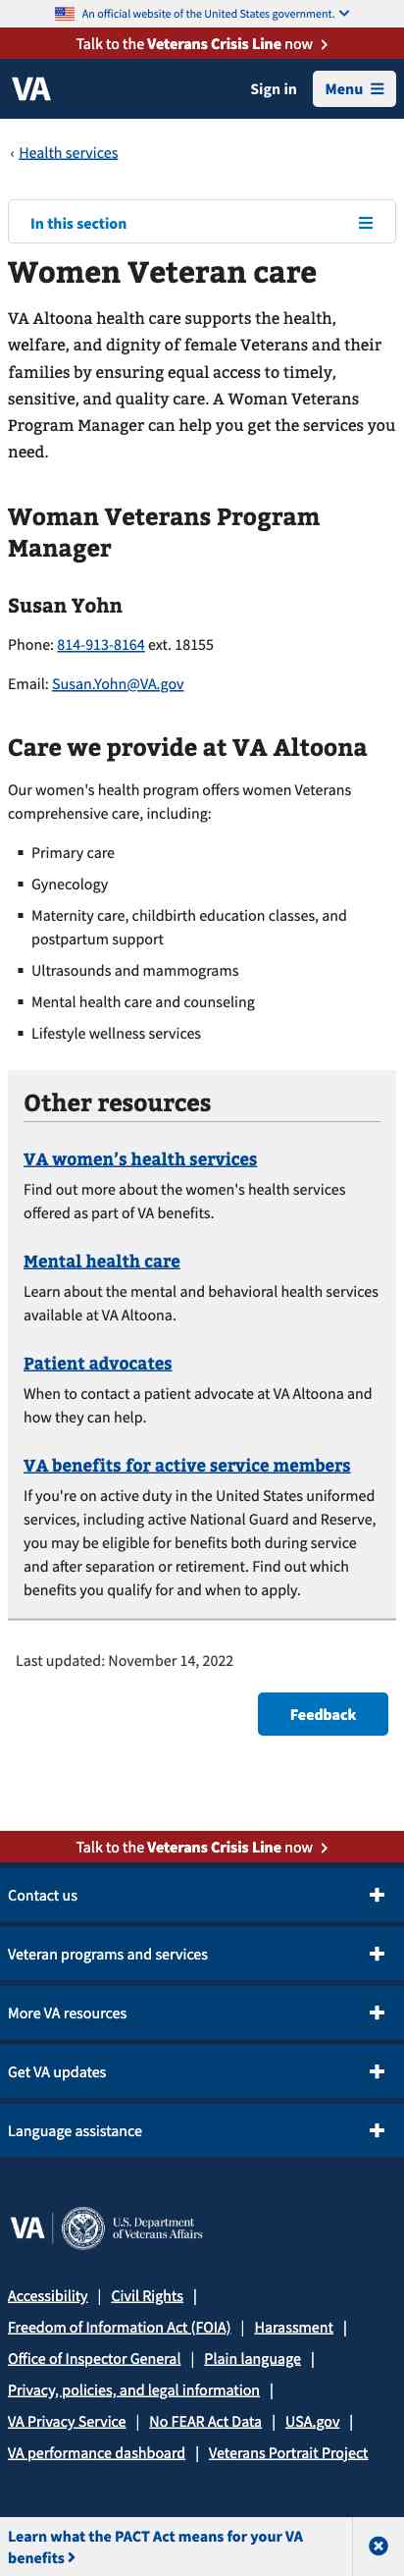 An official website of the United States government.
Talk to the Veterans Crisis Line now
VA
Sign in
Menu
‹ Health services
In this section
Women Veteran care
VA Altoona health care supports the health,
welfare, and dignity of female Veterans and their
families by ensuring equal access to timely,
sensitive, and quality care. A Woman Veterans
Program Manager can help you get the services you
need.
Woman Veterans Program
Manager
Susan Yohn
Phone: 814-913-8164 ext. 18155
Email: Susan.Yohn@VA.gov
Care we provide at VA Altoona
Our women's health program offers women Veterans
comprehensive care, including:
Primary care
Gynecology
Maternity care, childbirth education classes, and
postpartum support
Ultrasounds and mammograms
Mental health care and counseling
Lifestyle wellness services
Other resources
VA women’s health services
Find out more about the women's health services
offered as part of VA benefits.
Mental health care
Learn about the mental and behavioral health services
available at VA Altoona.
Patient advocates
When to contact a patient advocate at VA Altoona and
how they can help.
VA benefits for active service members
If you're on active duty in the United States uniformed
services, including active National Guard and Reserve,
you may be eligible for benefits both during service
and after separation or retirement. Find out which
benefits you qualify for and when to apply.
Last updated: November 14, 2022
Feedback
Talk to the Veterans Crisis Line now
Contact us
Veteran programs and services
More VA resources
Get VA updates
Language assistance
VA
U.S. Department
of Veterans Affairs
Accessibility | Civil Rights |
Freedom of Information Act (FOIA) | Harassment |
Office of Inspector General | Plain language |
Privacy, policies, and legal information |
VA Privacy Service | No FEAR Act Data | USA.gov |
VA performance dashboard | Veterans Portrait Project
Learn what the PACT Act means for your VA
benefits